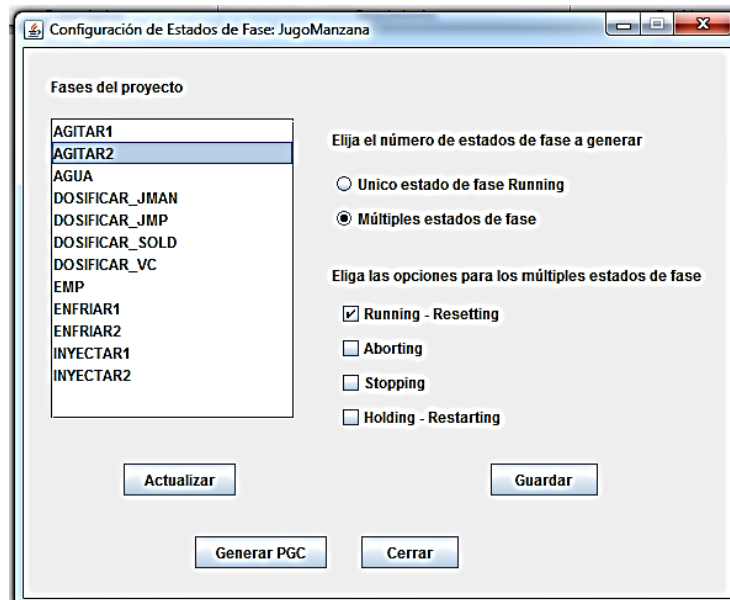 Configuración de Estados de Fase: JugoManzana
Fases del proyecto
AGITAR1
AGITAR2
AGUA
DOSIFICAR_JMAN
DOSIFICAR_JMP
DOSIFICAR_SOLD
DOSIFICAR_VC
EMP
ENFRIAR1
ENFRIAR2
INYECTAR1
INYECTAR2
Elija el número de estados de fase a generar
Unico estado de fase Running
Múltiples estados de fase
Eliga las opciones para los múltiples estados de fase
Running - Resetting
Aborting
Stopping
Holding - Restarting
Actualizar
Guardar
Generar PGC
Cerrar